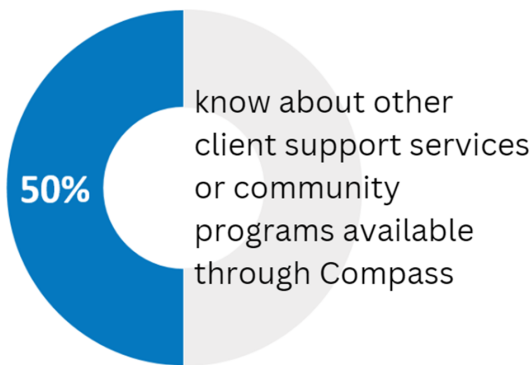 50%
know about other
client support services
or community
programs available
through Compass